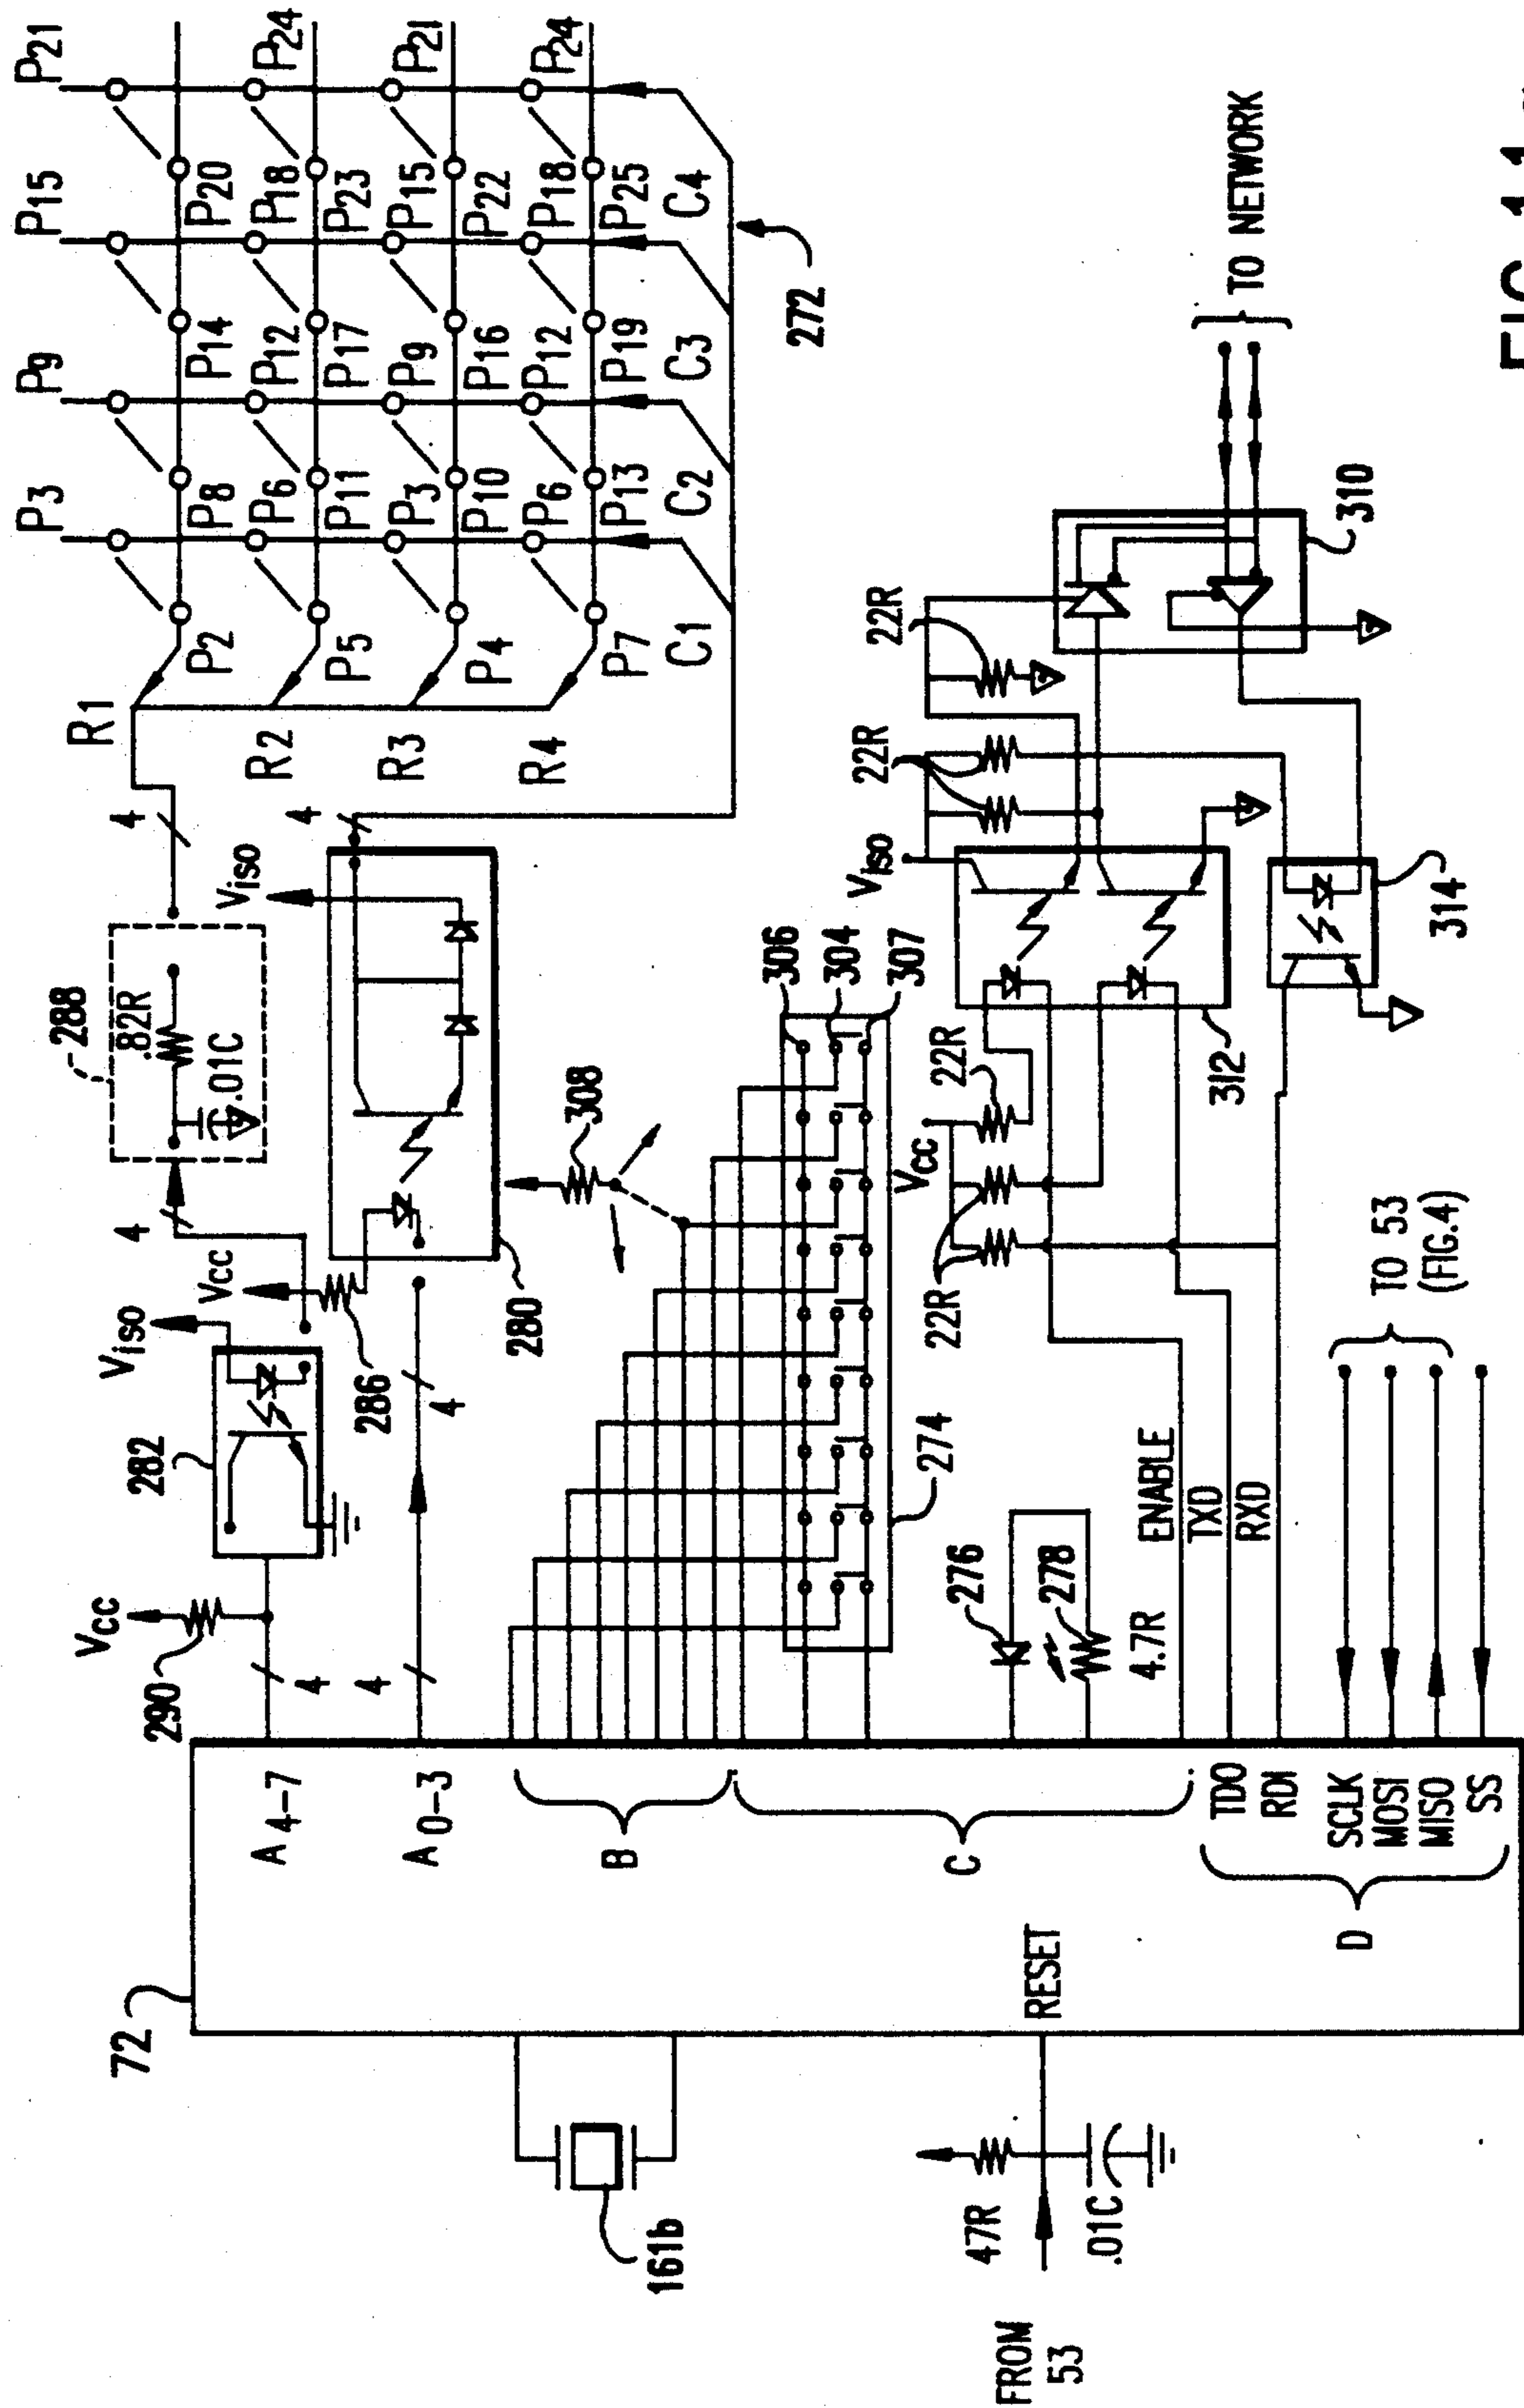 72
161b
FROM
53
47R
.01C
RESET
A 4-7
A 0-3
B
C
D
TDO
RDI
SCLK
MOSI
MISO
SS
290
Vcc
4
4
282
Viso
Vcc
4
286
4
288
.82R
.01C
4
Viso
4
280
308
306
304
307
274
276
278
4.7R
ENABLE
TXD
RXD
TO 53
(FIG.4)
22R
Vcc
22R
312
Viso
22R
22R
314
310
TO NETWORK
272
R1
R2
R3
R4
P3
P9
P15
P21
P2
P8
P14
P20
P6
P12
P18
P24
P5
P11
P17
P23
P3
P9
P15
P21
P4
P10
P16
P22
P6
P12
P18
P24
P7
P13
P19
P25
C1
C2
C3
C4